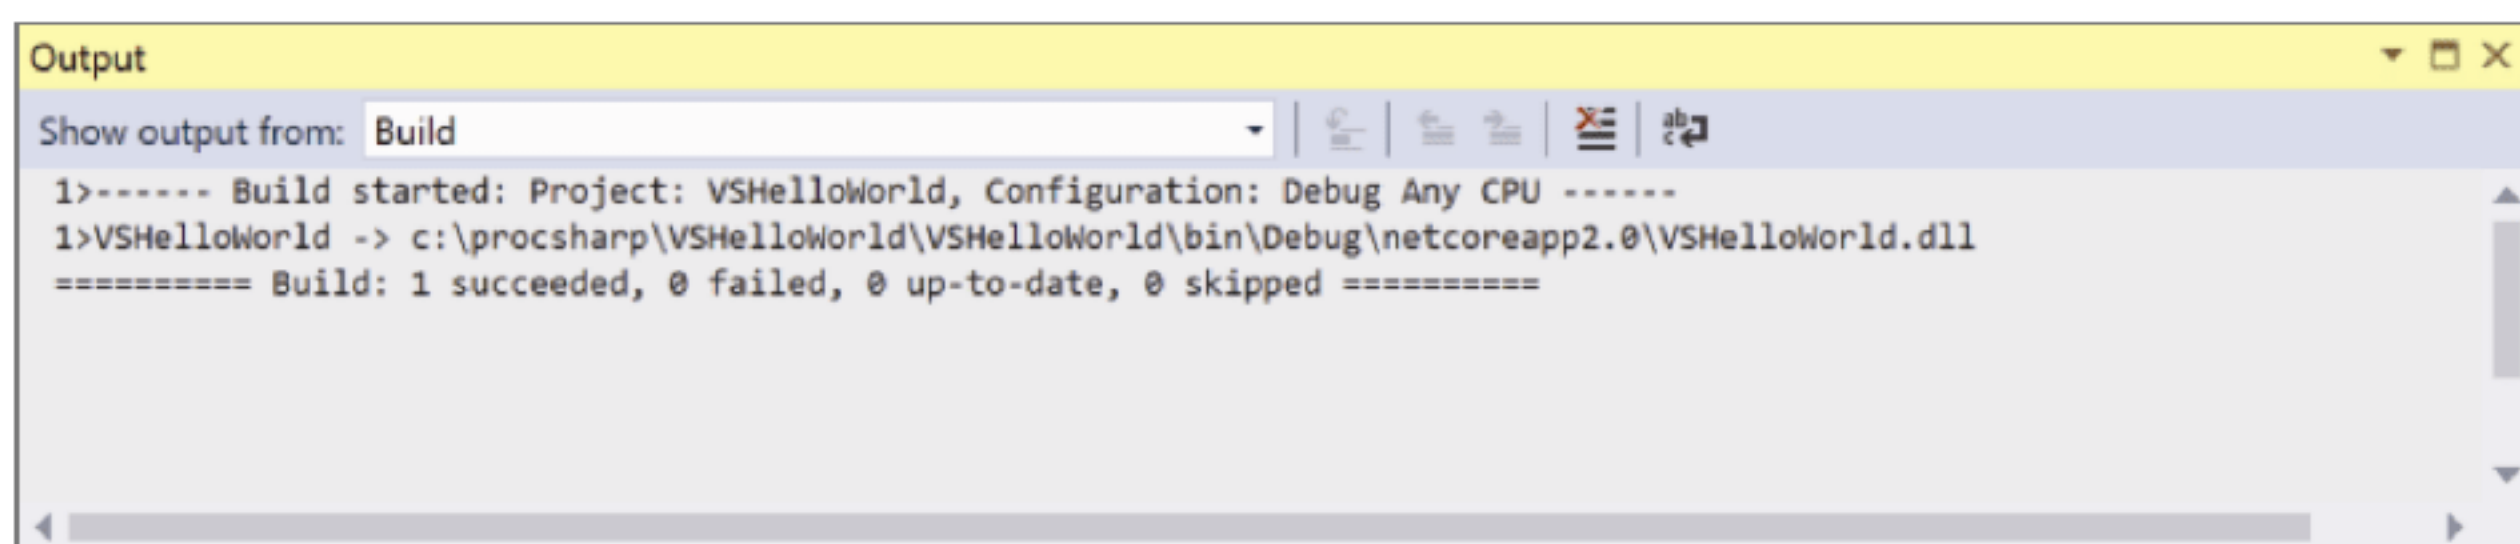 Output
Show output from: Build
1>------ Build started: Project: VSHelloWorld, Configuration: Debug Any CPU ------
1>VSHelloWorld -> c:\procsharp\VSHelloWorld\VSHelloWorld\bin\Debug\netcoreapp2.0\VSHelloWorld.dll
========== Build: 1 succeeded, 0 failed, 0 up-to-date, 0 skipped ==========